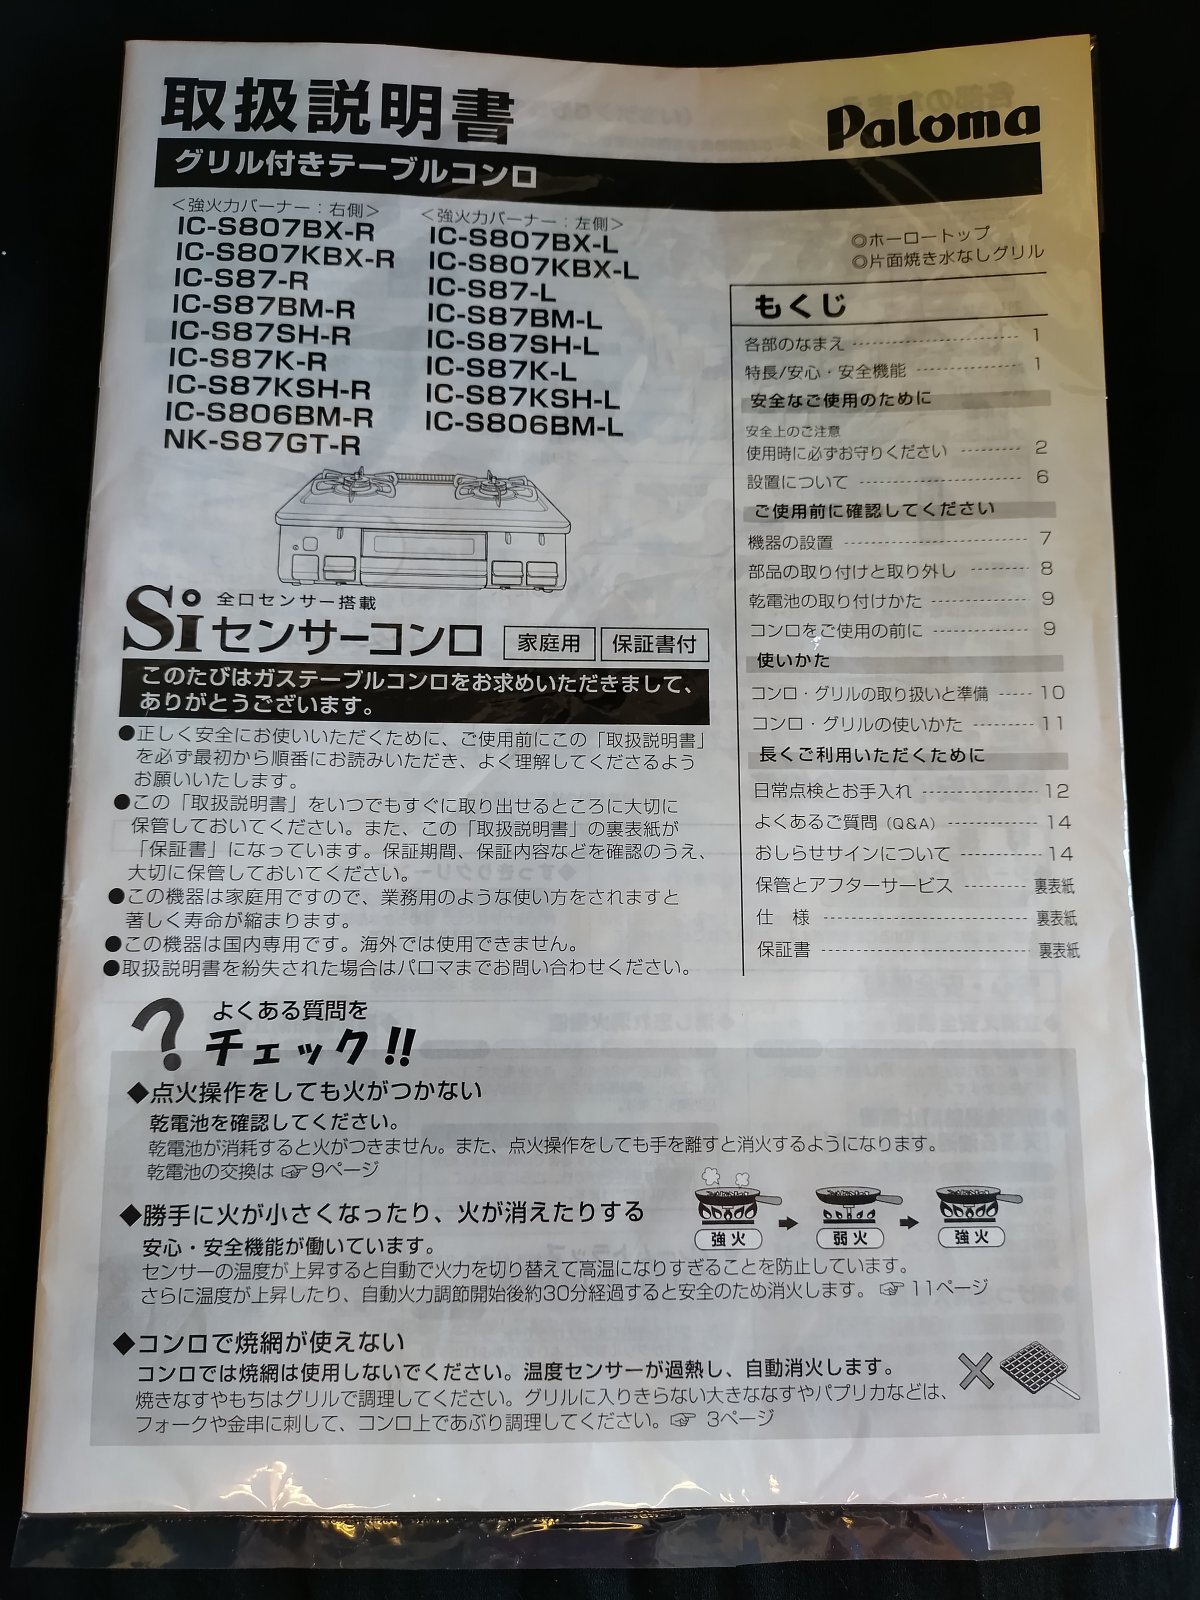 取扱説明書
Paloma
グリル付きテーブルコンロ
＜強火力バーナー：右側＞
IC-S807BX-R
IC-S807KBX-R
IC-S87-R
IC-S87BM-R
IC-S87SH-R
IC-S87K-R
IC-S87KSH-R
IC-S806BM-R
NK-S87GT-R
＜強火力バーナー：左側＞
IC-S807BX-L
IC-S807KBX-L
IC-S87-L
IC-S87BM-L
IC-S87SH-L
IC-S87K-L
IC-S87KSH-L
IC-S806BM-L
◎ホーロートップ
◎片面焼き水なしグリル
Si 全口センサー搭載
センサーコンロ 家庭用 保証書付
このたびはガステーブルコンロをお求めいただきまして、
ありがとうございます。
●正しく安全にお使いいただくために、ご使用前にこの「取扱説明書」
を必ず最初から順番にお読みいただき、よく理解してくださるよう
お願いいたします。
●この「取扱説明書」をいつでもすぐに取り出せるところに大切に
保管しておいてください。また、この「取扱説明書」の裏表紙が
「保証書」になっています。保証期間、保証内容などを確認のうえ、
大切に保管しておいてください。
●この機器は家庭用ですので、業務用のような使い方をされますと
著しく寿命が縮まります。
●この機器は国内専用です。海外では使用できません。
●取扱説明書を紛失された場合はパロマまでお問い合わせください。
もくじ
各部のなまえ 1
特長/安心・安全機能 1
安全なご使用のために
安全上のご注意
使用時に必ずお守りください 2
設置について 6
ご使用前に確認してください
機器の設置 7
部品の取り付けと取り外し 8
乾電池の取り付けかた 9
コンロをご使用の前に 9
使いかた
コンロ・グリルの取り扱いと準備 10
コンロ・グリルの使いかた 11
長くご利用いただくために
日常点検とお手入れ 12
よくあるご質問（Q&A） 14
おしらせサインについて 14
保管とアフターサービス 裏表紙
仕 様 裏表紙
保証書 裏表紙
? よくある質問を
チェック!!
◆点火操作をしても火がつかない
乾電池を確認してください。
乾電池が消耗すると火がつきません。また、点火操作をしても手を離すと消火するようになります。
乾電池の交換は☞9ページ
◆勝手に火が小さくなったり、火が消えたりする
強火 弱火 強火
安心・安全機能が働いています。
センサーの温度が上昇すると自動で火力を切り替えて高温になりすぎることを防止しています。
さらに温度が上昇したり、自動火力調節開始後約30分経過すると安全のため消火します。☞11ページ
◆コンロで焼網が使えない
コンロでは焼網は使用しないでください。温度センサーが過熱し、自動消火します。
焼きなすやもちはグリルで調理してください。グリルに入りきらない大きななすやパプリカなどは、
フォークや金串に刺して、コンロ上であぶり調理してください。☞ 3ページ